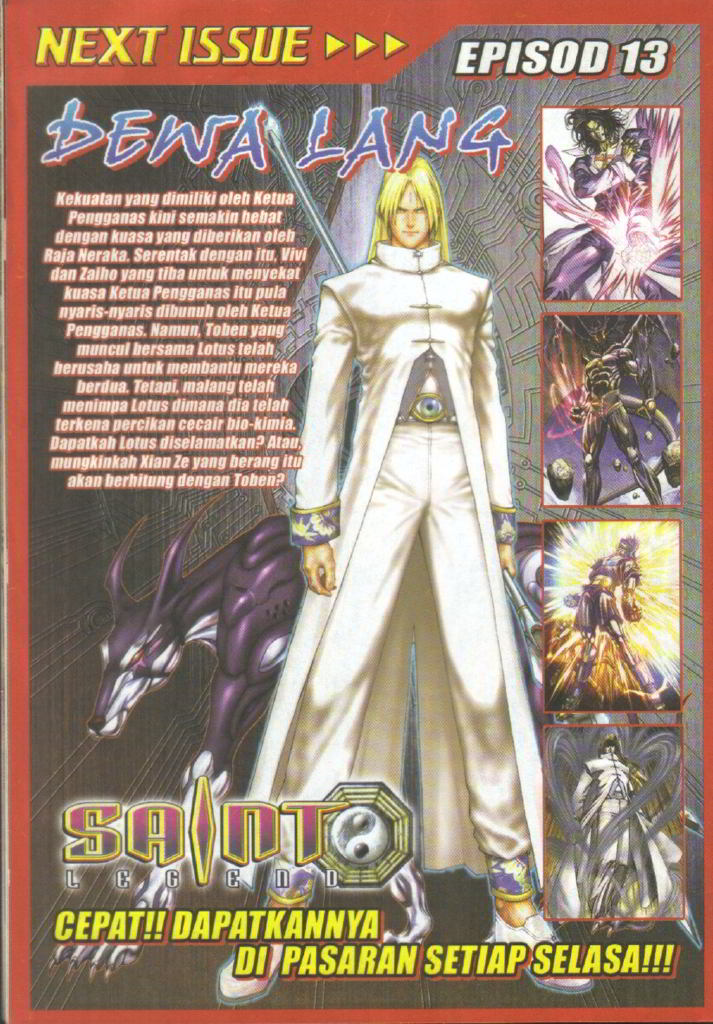 NEXT ISSUE
EPISOD 13
DEWA LANG
Kekuatan yang dimiliki oleh Ketua
Pengganas kini semakin hebat
dengan kuasa yang diberikan oleh
Raja Neraka. Serentak dengan itu, Vivi
dan Zaiho yang tiba untuk menyekat
kuasa Ketua Pengganas itu pula
nyaris-nyaris dibunuh oleh Ketua
Pengganas. Namun, Toben yang
muncul bersama Lotus telah
berusaha untuk membantu mereka
berdua. Tetapi, malang telah
menimpa Lotus dimana dia telah
terkena percikan cecair bio-kimia.
Dapatkah Lotus diselamatkan? Atau,
mungkinkah Xian Ze yang berang itu
akan berhitung dengan Toben?
SAINT
LEGEND
CEPAT!! DAPATKANNYA
DI PASARAN SETIAP SELASA!!!